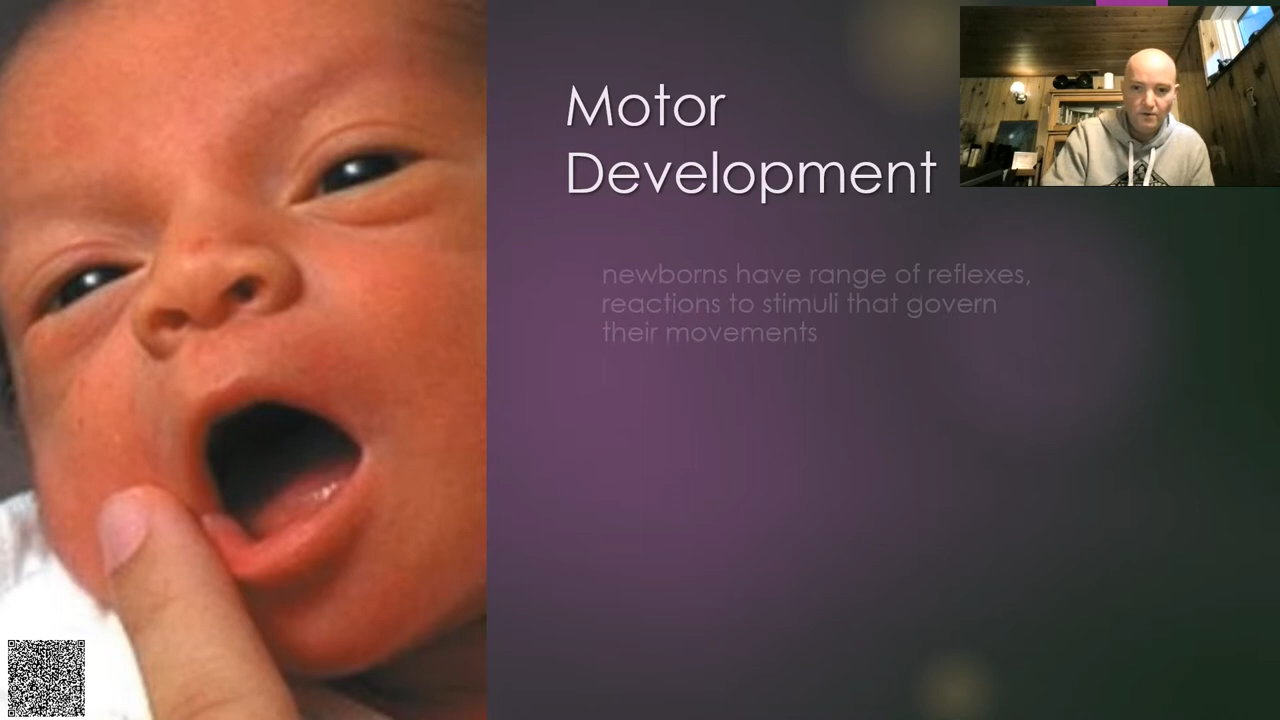 Motor
Development
newborns have range of reflexes,
reactions to stimuli that govern
their movements